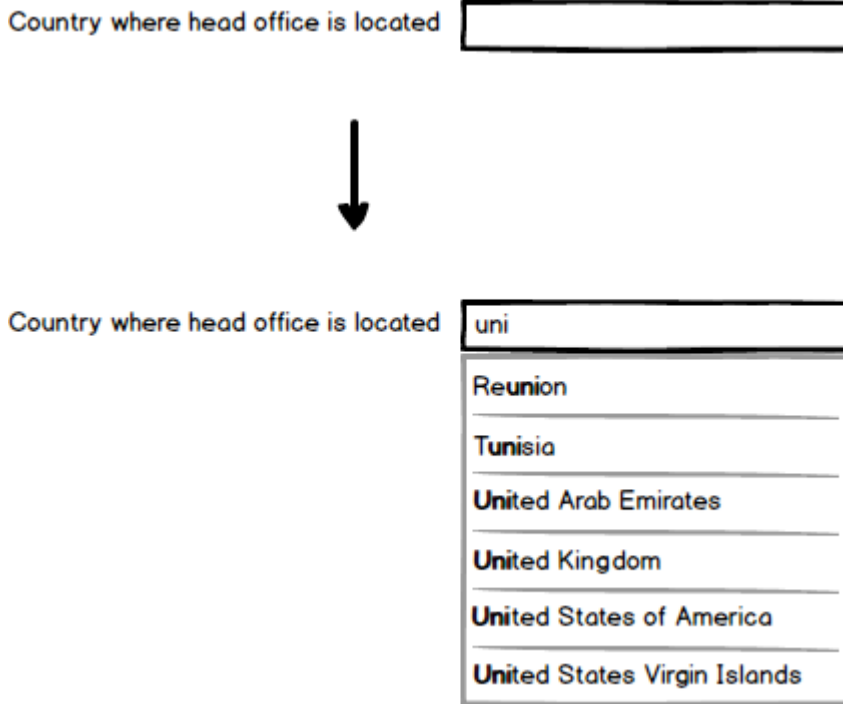 Country where head office is located
Country where head office is located uni
Reunion
Tunisia
United Arab Emirates
United Kingdom
United States of America
United States Virgin Islands